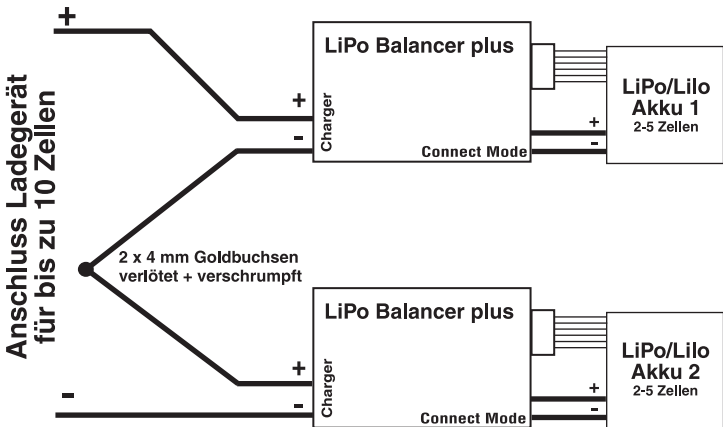 Anschluss Ladegerät
für bis zu 10 Zellen
+
-
LiPo Balancer plus
+
-
Charger
Connect Mode
+
-
LiPo/Lilo
Akku 1
2-5 Zellen
2 x 4 mm Goldbuchsen
verlötet + verschrumpft
LiPo Balancer plus
+
-
Charger
Connect Mode
+
-
LiPo/Lilo
Akku 2
2-5 Zellen